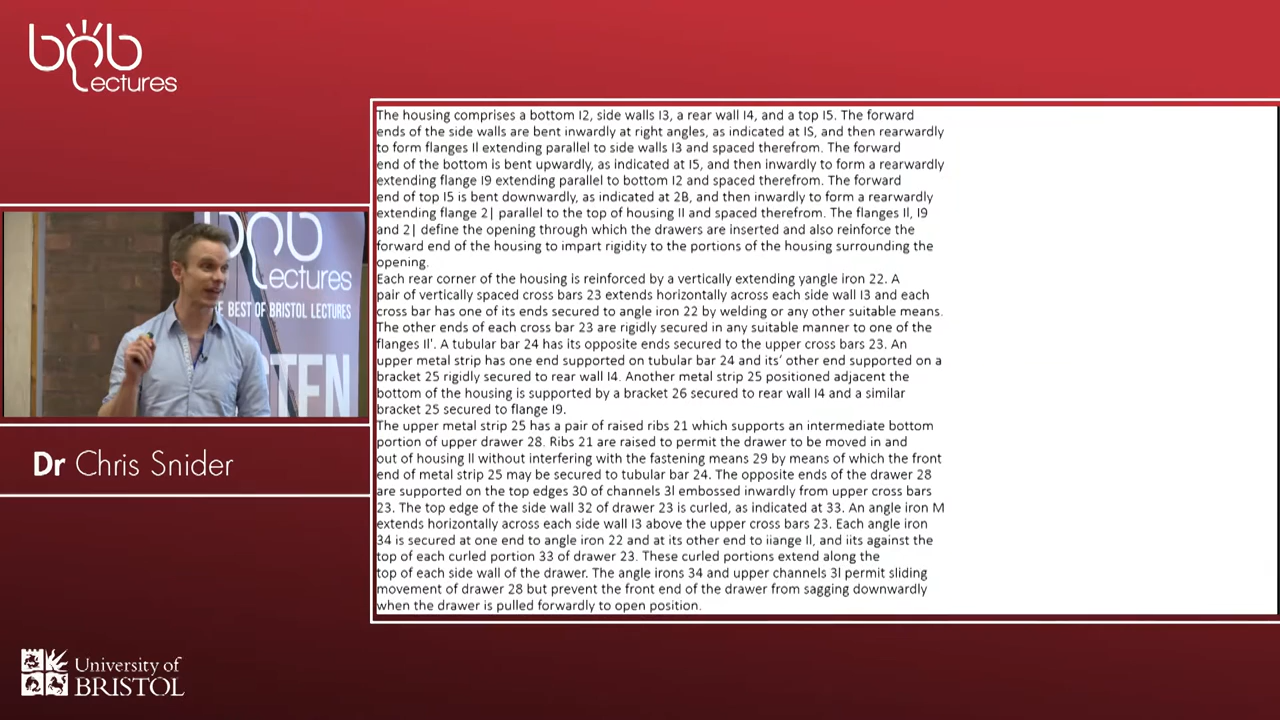 bob
Lectures
The housing comprises a bottom I2, side walls I3, a rear wall I4, and a top I5. The forward
ends of the side walls are bent inwardly at right angles, as indicated at IS, and then rearwardly
to form flanges Il extending parallel to side walls I3 and spaced therefrom. The forward
end of the bottom is bent upwardly, as indicated at I5, and then inwardly to form a rearwardly
extending flange I9 extending parallel to bottom I2 and spaced therefrom. The forward
end of top I5 is bent downwardly, as indicated at 2B, and then inwardly to form a rearwardly
extending flange 2| parallel to the top of housing II and spaced therefrom. The flanges Il, I9
and 2| define the opening through which the drawers are inserted and also reinforce the
forward end of the housing to impart rigidity to the portions of the housing surrounding the
opening.
Each rear corner of the housing is reinforced by a vertically extending yangle iron 22. A
pair of vertically spaced cross bars 23 extends horizontally across each side wall I3 and each
cross bar has one of its ends secured to angle iron 22 by welding or any other suitable means.
The other ends of each cross bar 23 are rigidly secured in any suitable manner to one of the
flanges Il'. A tubular bar 24 has its opposite ends secured to the upper cross bars 23. An
upper metal strip has one end supported on tubular bar 24 and its‘ other end supported on a
bracket 25 rigidly secured to rear wall I4. Another metal strip 25 positioned adjacent the
bottom of the housing is supported by a bracket 26 secured to rear wall I4 and a similar
bracket 25 secured to flange I9.
The upper metal strip 25 has a pair of raised ribs 21 which supports an intermediate bottom
portion of upper drawer 28. Ribs 21 are raised to permit the drawer to be moved in and
out of housing ll without interfering with the fastening means 29 by means of which the front
end of metal strip 25 may be secured to tubular bar 24. The opposite ends of the drawer 28
are supported on the top edges 30 of channels 3l embossed inwardly from upper cross bars
23. The top edge of the side wall 32 of drawer 23 is curled, as indicated at 33. An angle iron M
extends horizontally across each side wall I3 above the upper cross bars 23. Each angle iron
34 is secured at one end to angle iron 22 and at its other end to iiange Il, and iits against the
top of each curled portion 33 of drawer 23. These curled portions extend along the
top of each side wall of the drawer. The angle irons 34 and upper channels 3l permit sliding
movement of drawer 28 but prevent the front end of the drawer from sagging downwardly
when the drawer is pulled forwardly to open position.
bob
Lectures
THE BEST OF BRISTOL LECTURES
Dr Chris Snider
University of
BRISTOL